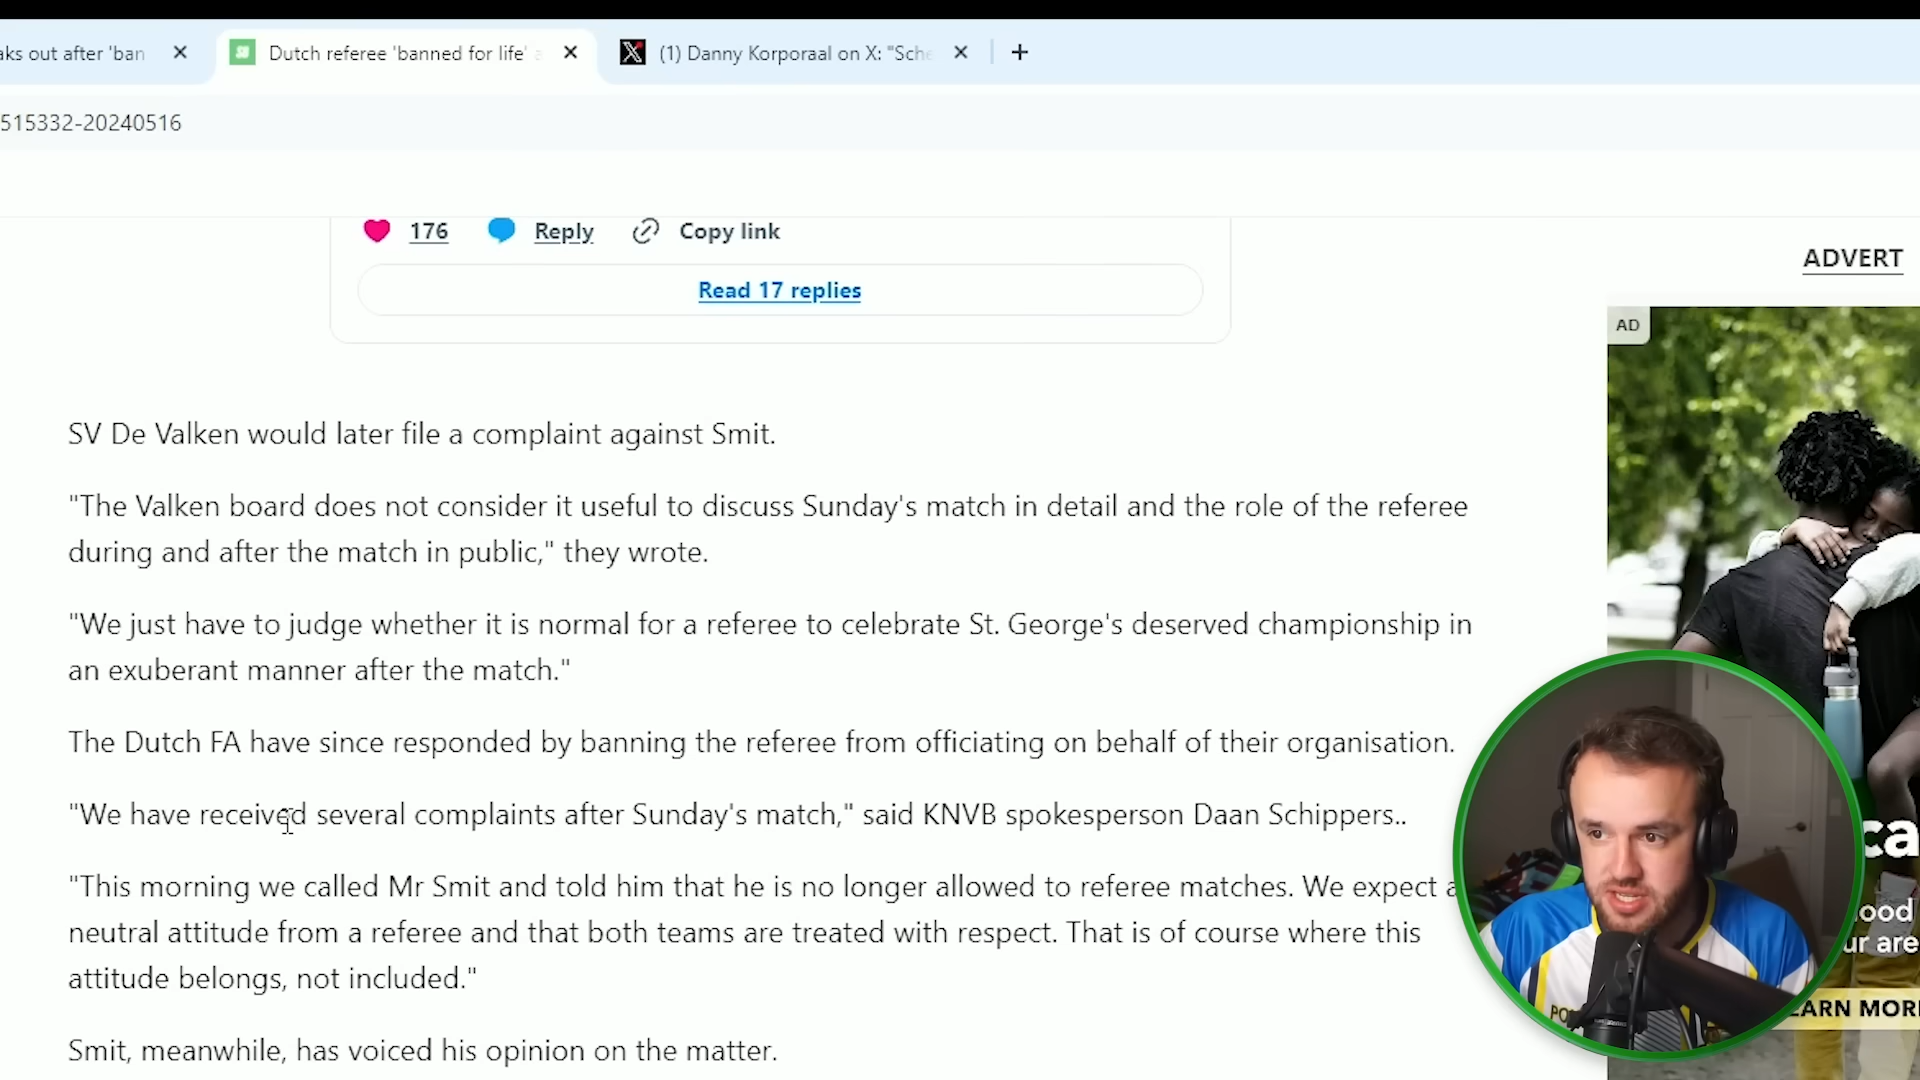 aks out after 'ban
Dutch referee 'banned for life'
(1) Danny Korporaal on X: "Sche
515332-20240516
176 Reply Copy link
Read 17 replies
ADVERT
AD
SV De Valken would later file a complaint against Smit.
"The Valken board does not consider it useful to discuss Sunday's match in detail and the role of the referee
during and after the match in public," they wrote.
"We just have to judge whether it is normal for a referee to celebrate St. George's deserved championship in
an exuberant manner after the match."
The Dutch FA have since responded by banning the referee from officiating on behalf of their organisation.
"We have received several complaints after Sunday's match," said KNVB spokesperson Daan Schippers..
"This morning we called Mr Smit and told him that he is no longer allowed to referee matches. We expect a
neutral attitude from a referee and that both teams are treated with respect. That is of course where this
attitude belongs, not included."
Smit, meanwhile, has voiced his opinion on the matter.
ca
ood
ur are
EARN MOR